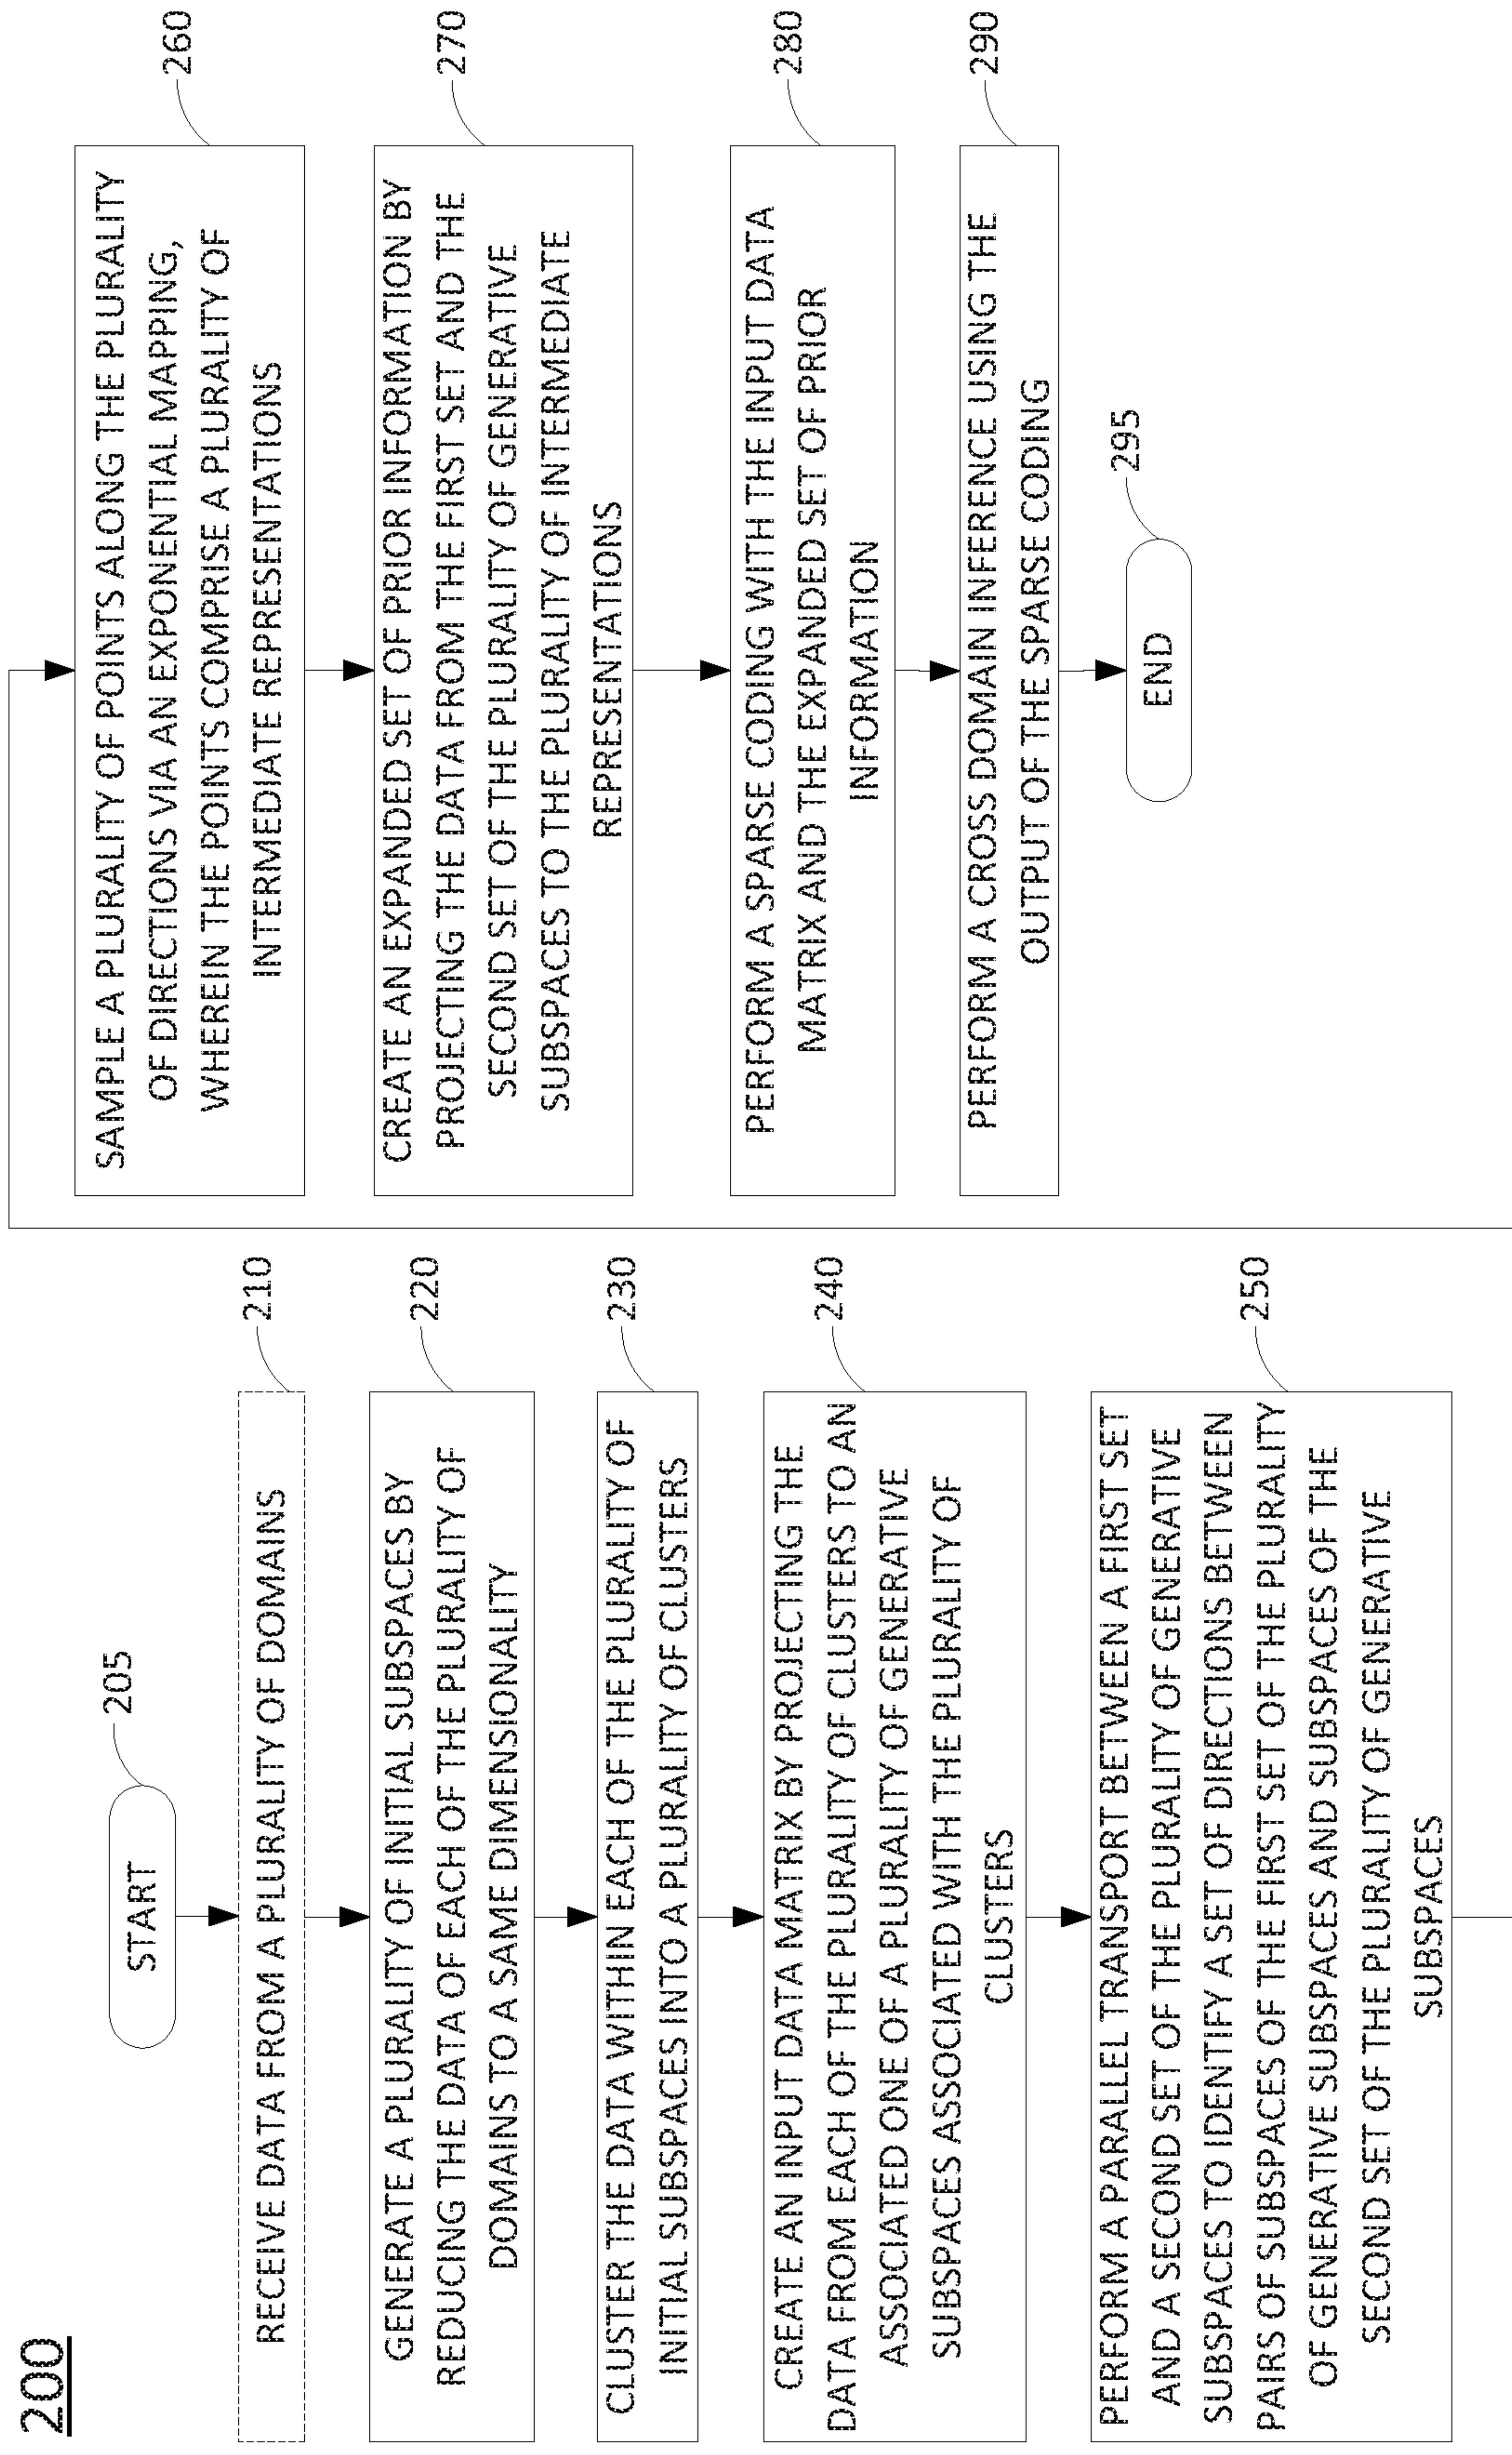 200
START
205
RECEIVE DATA FROM A PLURALITY OF DOMAINS
210
GENERATE A PLURALITY OF INITIAL SUBSPACES BY
REDUCING THE DATA OF EACH OF THE PLURALITY OF
DOMAINS TO A SAME DIMENSIONALITY
220
CLUSTER THE DATA WITHIN EACH OF THE PLURALITY OF
INITIAL SUBSPACES INTO A PLURALITY OF CLUSTERS
230
CREATE AN INPUT DATA MATRIX BY PROJECTING THE
DATA FROM EACH OF THE PLURALITY OF CLUSTERS TO AN
ASSOCIATED ONE OF A PLURALITY OF GENERATIVE
SUBSPACES ASSOCIATED WITH THE PLURALITY OF
CLUSTERS
240
PERFORM A PARALLEL TRANSPORT BETWEEN A FIRST SET
AND A SECOND SET OF THE PLURALITY OF GENERATIVE
SUBSPACES TO IDENTIFY A SET OF DIRECTIONS BETWEEN
PAIRS OF SUBSPACES OF THE FIRST SET OF THE PLURALITY
OF GENERATIVE SUBSPACES AND SUBSPACES OF THE
SECOND SET OF THE PLURALITY OF GENERATIVE
SUBSPACES
250
SAMPLE A PLURALITY OF POINTS ALONG THE PLURALITY
OF DIRECTIONS VIA AN EXPONENTIAL MAPPING,
WHEREIN THE POINTS COMPRISE A PLURALITY OF
INTERMEDIATE REPRESENTATIONS
260
CREATE AN EXPANDED SET OF PRIOR INFORMATION BY
PROJECTING THE DATA FROM THE FIRST SET AND THE
SECOND SET OF THE PLURALITY OF GENERATIVE
SUBSPACES TO THE PLURALITY OF INTERMEDIATE
REPRESENTATIONS
270
PERFORM A SPARSE CODING WITH THE INPUT DATA
MATRIX AND THE EXPANDED SET OF PRIOR
INFORMATION
280
PERFORM A CROSS DOMAIN INFERENCE USING THE
OUTPUT OF THE SPARSE CODING
290
END
295